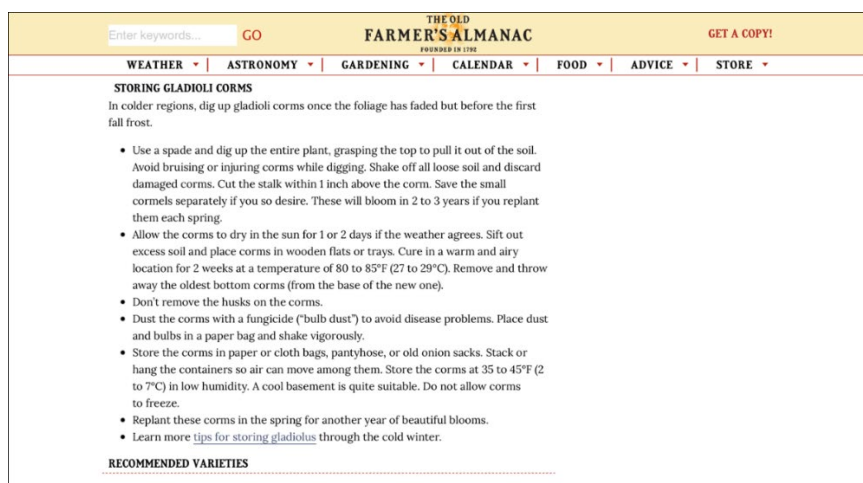 Enter keywords...
GO
THE OLD
FARMER'S ALMANAC
FOUNDED IN 1792
GET A COPY!
WEATHER
ASTRONOMY
GARDENING
CALENDAR
FOOD
ADVICE
STORE
STORING GLADIOLI CORMS
In colder regions, dig up gladioli corms once the foliage has faded but before the first
fall frost.
• Use a spade and dig up the entire plant, grasping the top to pull it out of the soil.
Avoid bruising or injuring corms while digging. Shake off all loose soil and discard
damaged corms. Cut the stalk within 1 inch above the corm. Save the small
cormels separately if you so desire. These will bloom in 2 to 3 years if you replant
them each spring.
• Allow the corms to dry in the sun for 1 or 2 days if the weather agrees. Sift out
excess soil and place corms in wooden flats or trays. Cure in a warm and airy
location for 2 weeks at a temperature of 80 to 85°F (27 to 29°C). Remove and throw
away the oldest bottom corms (from the base of the new one).
• Don't remove the husks on the corms.
• Dust the corms with a fungicide (“bulb dust”) to avoid disease problems. Place dust
and bulbs in a paper bag and shake vigorously.
• Store the corms in paper or cloth bags, pantyhose, or old onion sacks. Stack or
hang the containers so air can move among them. Store the corms at 35 to 45°F (2
to 7°C) in low humidity. A cool basement is quite suitable. Do not allow corms
to freeze.
• Replant these corms in the spring for another year of beautiful blooms.
• Learn more tips for storing gladiolus through the cold winter.
RECOMMENDED VARIETIES